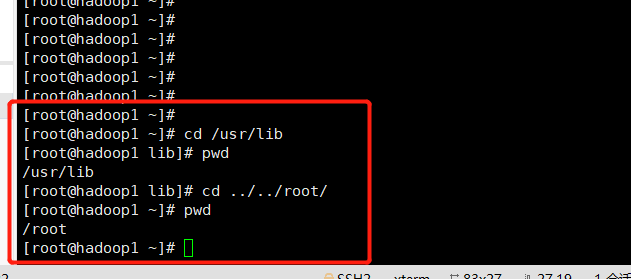 [root@hadoop1 ~]#
[root@hadoop1 ~]#
[root@hadoop1 ~]#
[root@hadoop1 ~]#
[root@hadoop1 ~]#
[root@hadoop1 ~]#
[root@hadoop1 ~]#
[root@hadoop1 ~]# cd /usr/lib
[root@hadoop1 lib]# pwd
/usr/lib
[root@hadoop1 lib]# cd ../../root/
[root@hadoop1 ~]# pwd
/root
[root@hadoop1 ~]#
SSH2 xterm 83x27 27,19 1 会话